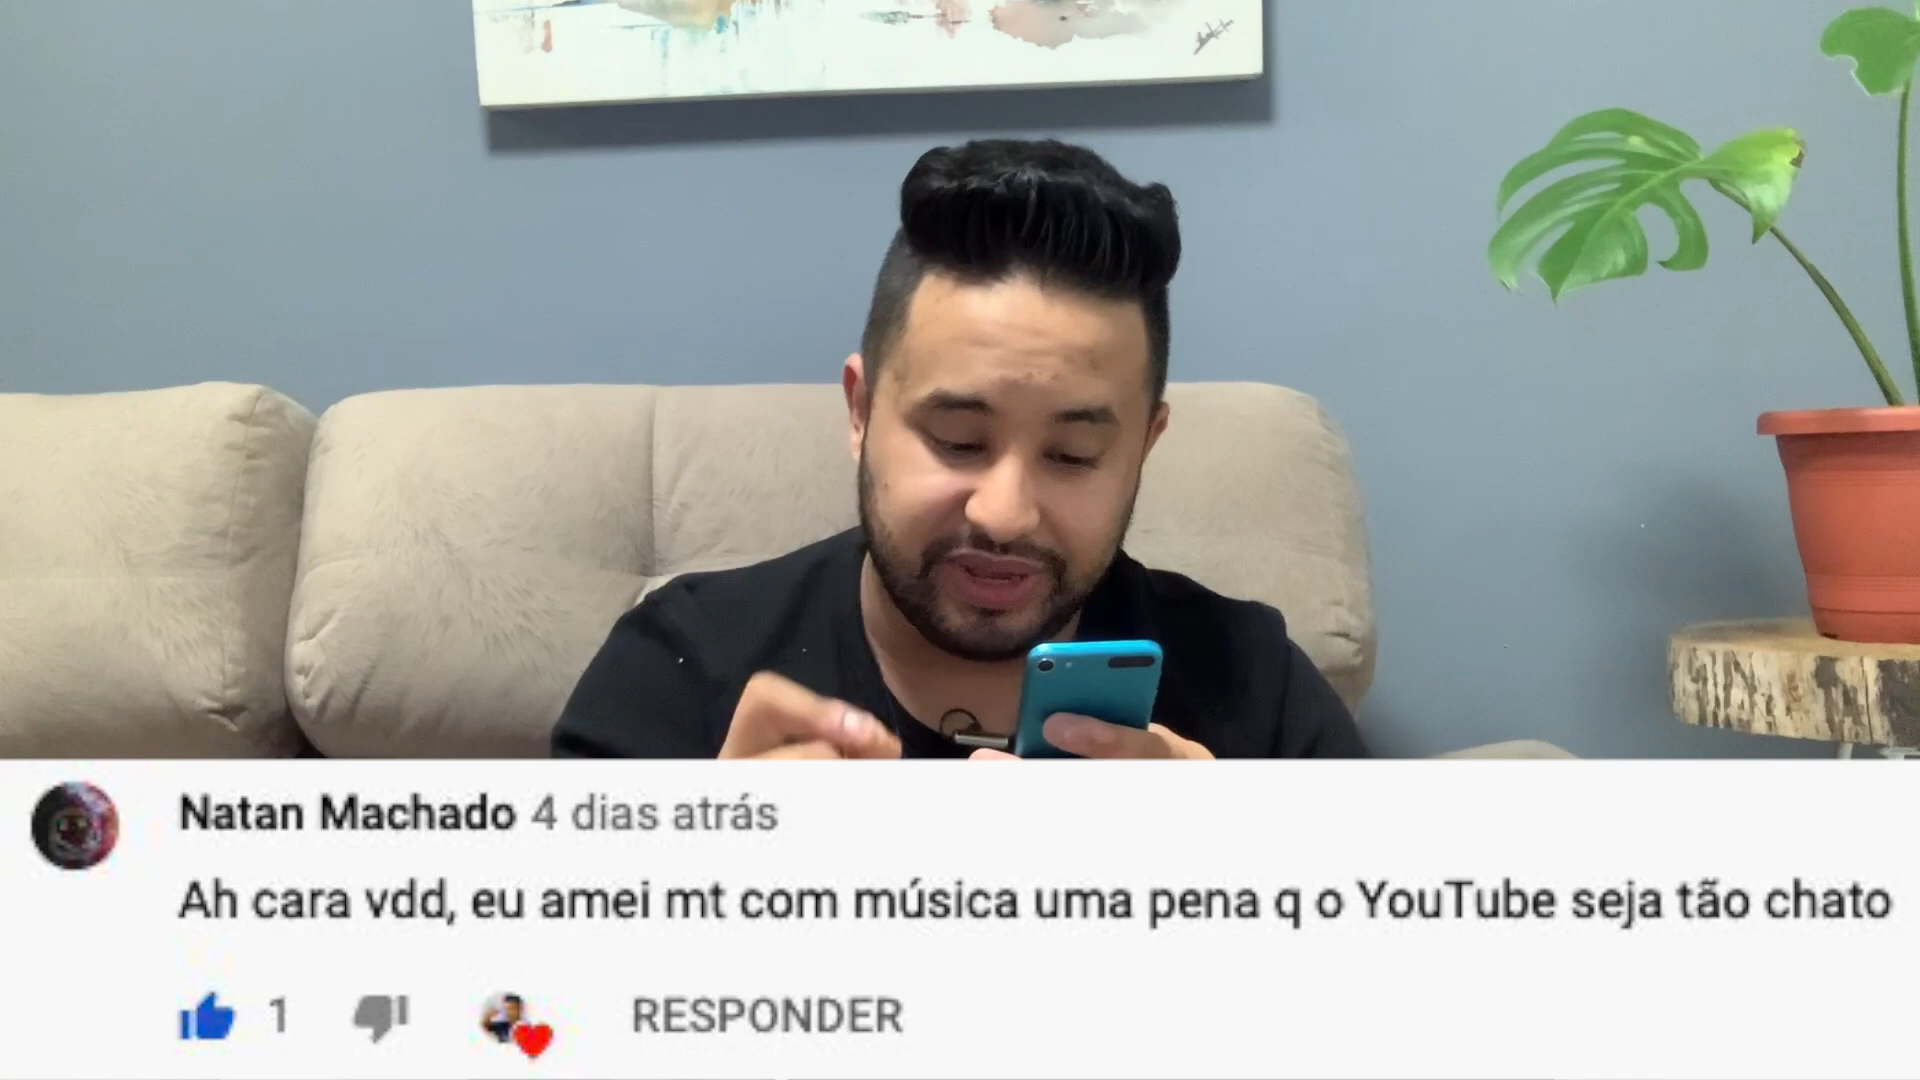 Natan Machado 4 dias atrás
Ah cara vdd, eu amei mt com música uma pena q o YouTube seja tão chato
1 RESPONDER